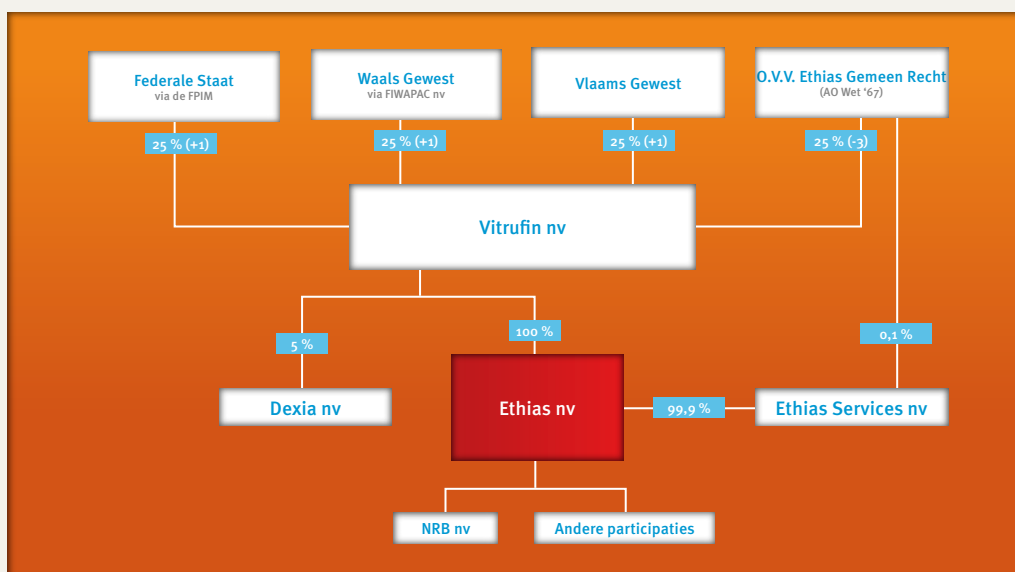 Federale Staat
via de FPIM
Waals Gewest
via FIWAPAC nv
Vlaams Gewest
O.V.V. Ethias Gemeen Recht
(AO Wet ‘67)
25 % (+1)
25 % (+1)
25 % (+1)
25 % (-3)
Vitrufin nv
5 %
100 %
0,1 %
Dexia nv
Ethias nv
99,9 %
Ethias Services nv
NRB nv
Andere participaties